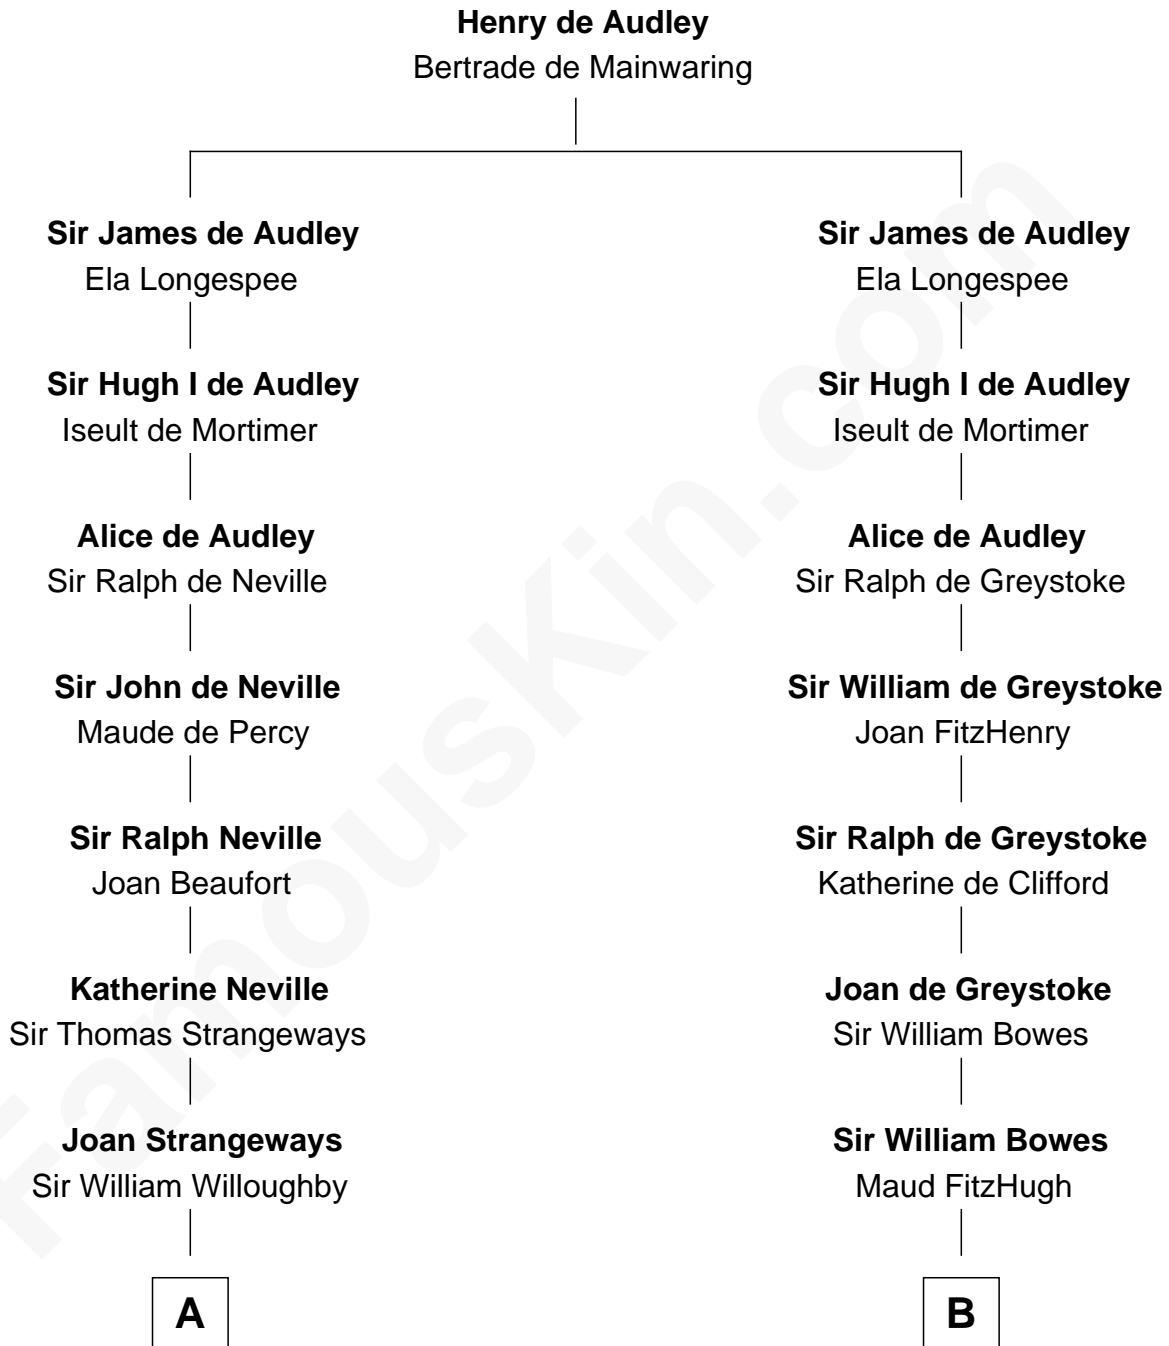 Henry de Audley
Bertrade de Mainwaring
Sir James de Audley
Ela Longespee
Sir Hugh I de Audley
Iseult de Mortimer
Alice de Audley
Sir Ralph de Neville
Sir John de Neville
Maude de Percy
Sir Ralph Neville
Joan Beaufort
Katherine Neville
Sir Thomas Strangeways
Joan Strangeways
Sir William Willoughby
A
Sir James de Audley
Ela Longespee
Sir Hugh I de Audley
Iseult de Mortimer
Alice de Audley
Sir Ralph de Greystoke
Sir William de Greystoke
Joan FitzHenry
Sir Ralph de Greystoke
Katherine de Clifford
Joan de Greystoke
Sir William Bowes
Sir William Bowes
Maud FitzHugh
B
FamousKin.com